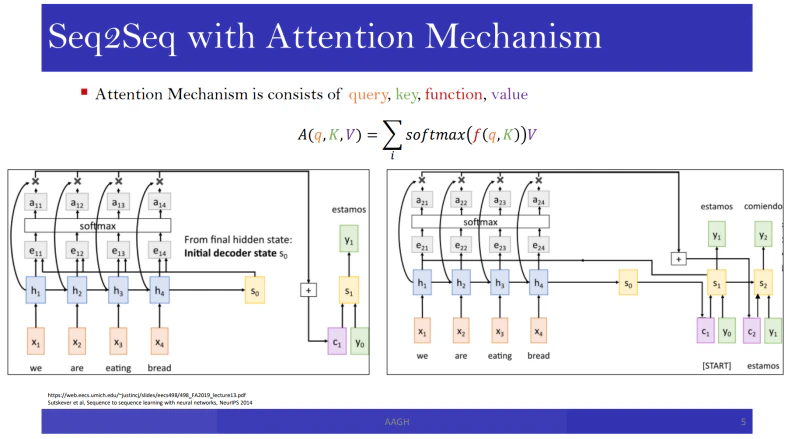 Seq2Seq with Attention Mechanism
▪ Attention Mechanism is consists of query, key, function, value
A(q, K, V) = ∑ softmax(f(q, K))V
i
a11 a12 a13 a14
softmax
e11 e12 e13 e14
From final hidden state:
Initial decoder state s0
h1 h2 h3 h4 s0
x1 x2 x3 x4
we are eating bread
estamos
y1
+ s1
c1 y0
a21 a22 a23 a24
softmax
e21 e22 e23 e24
h1 h2 h3 h4 s0
x1 x2 x3 x4
we are eating bread
estamos comiendo
y1 y2
+
s1 s2
c1 y0 c2 y1
[START] estamos
https://web.eecs.umich.edu/~justincj/slides/eecs498/498_FA2019_lecture13.pdf
Sutskever et al, Sequence to sequence learning with neural networks, NeurIPS 2014
AAGH
5